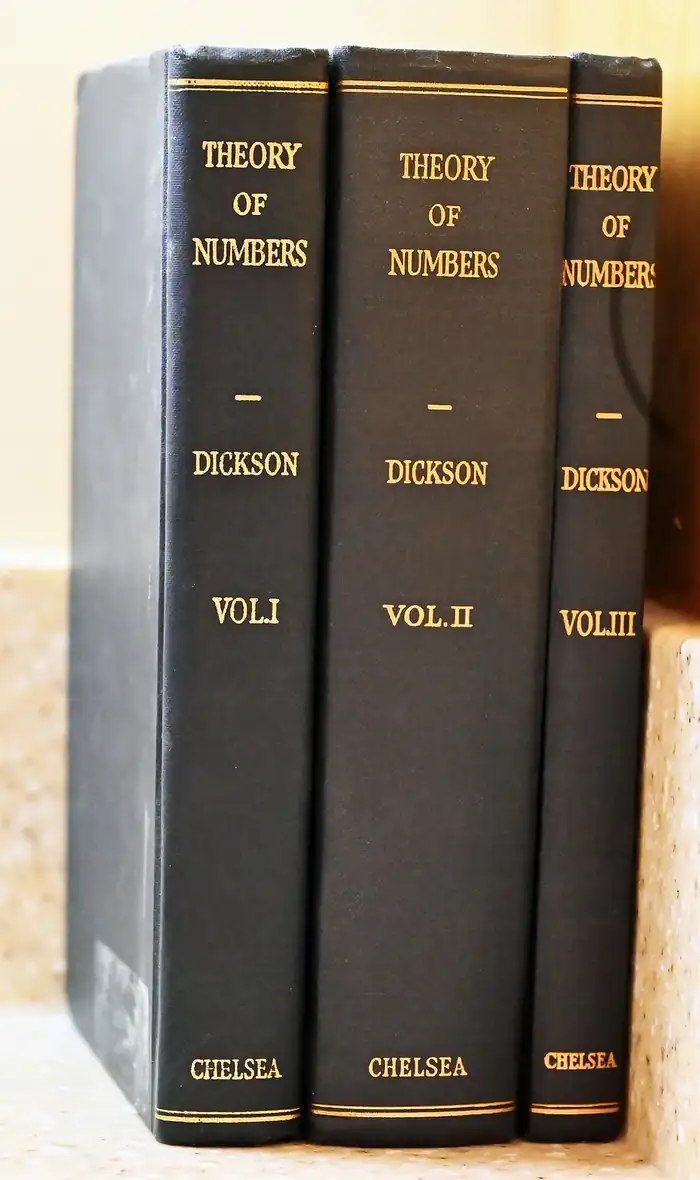 THEORY
OF
NUMBERS
DICKSON
VOL.I
CHELSEA
THEORY
OF
NUMBERS
DICKSON
VOL.II
CHELSEA
THEORY
OF
NUMBERS
DICKSON
VOL.III
CHELSEA